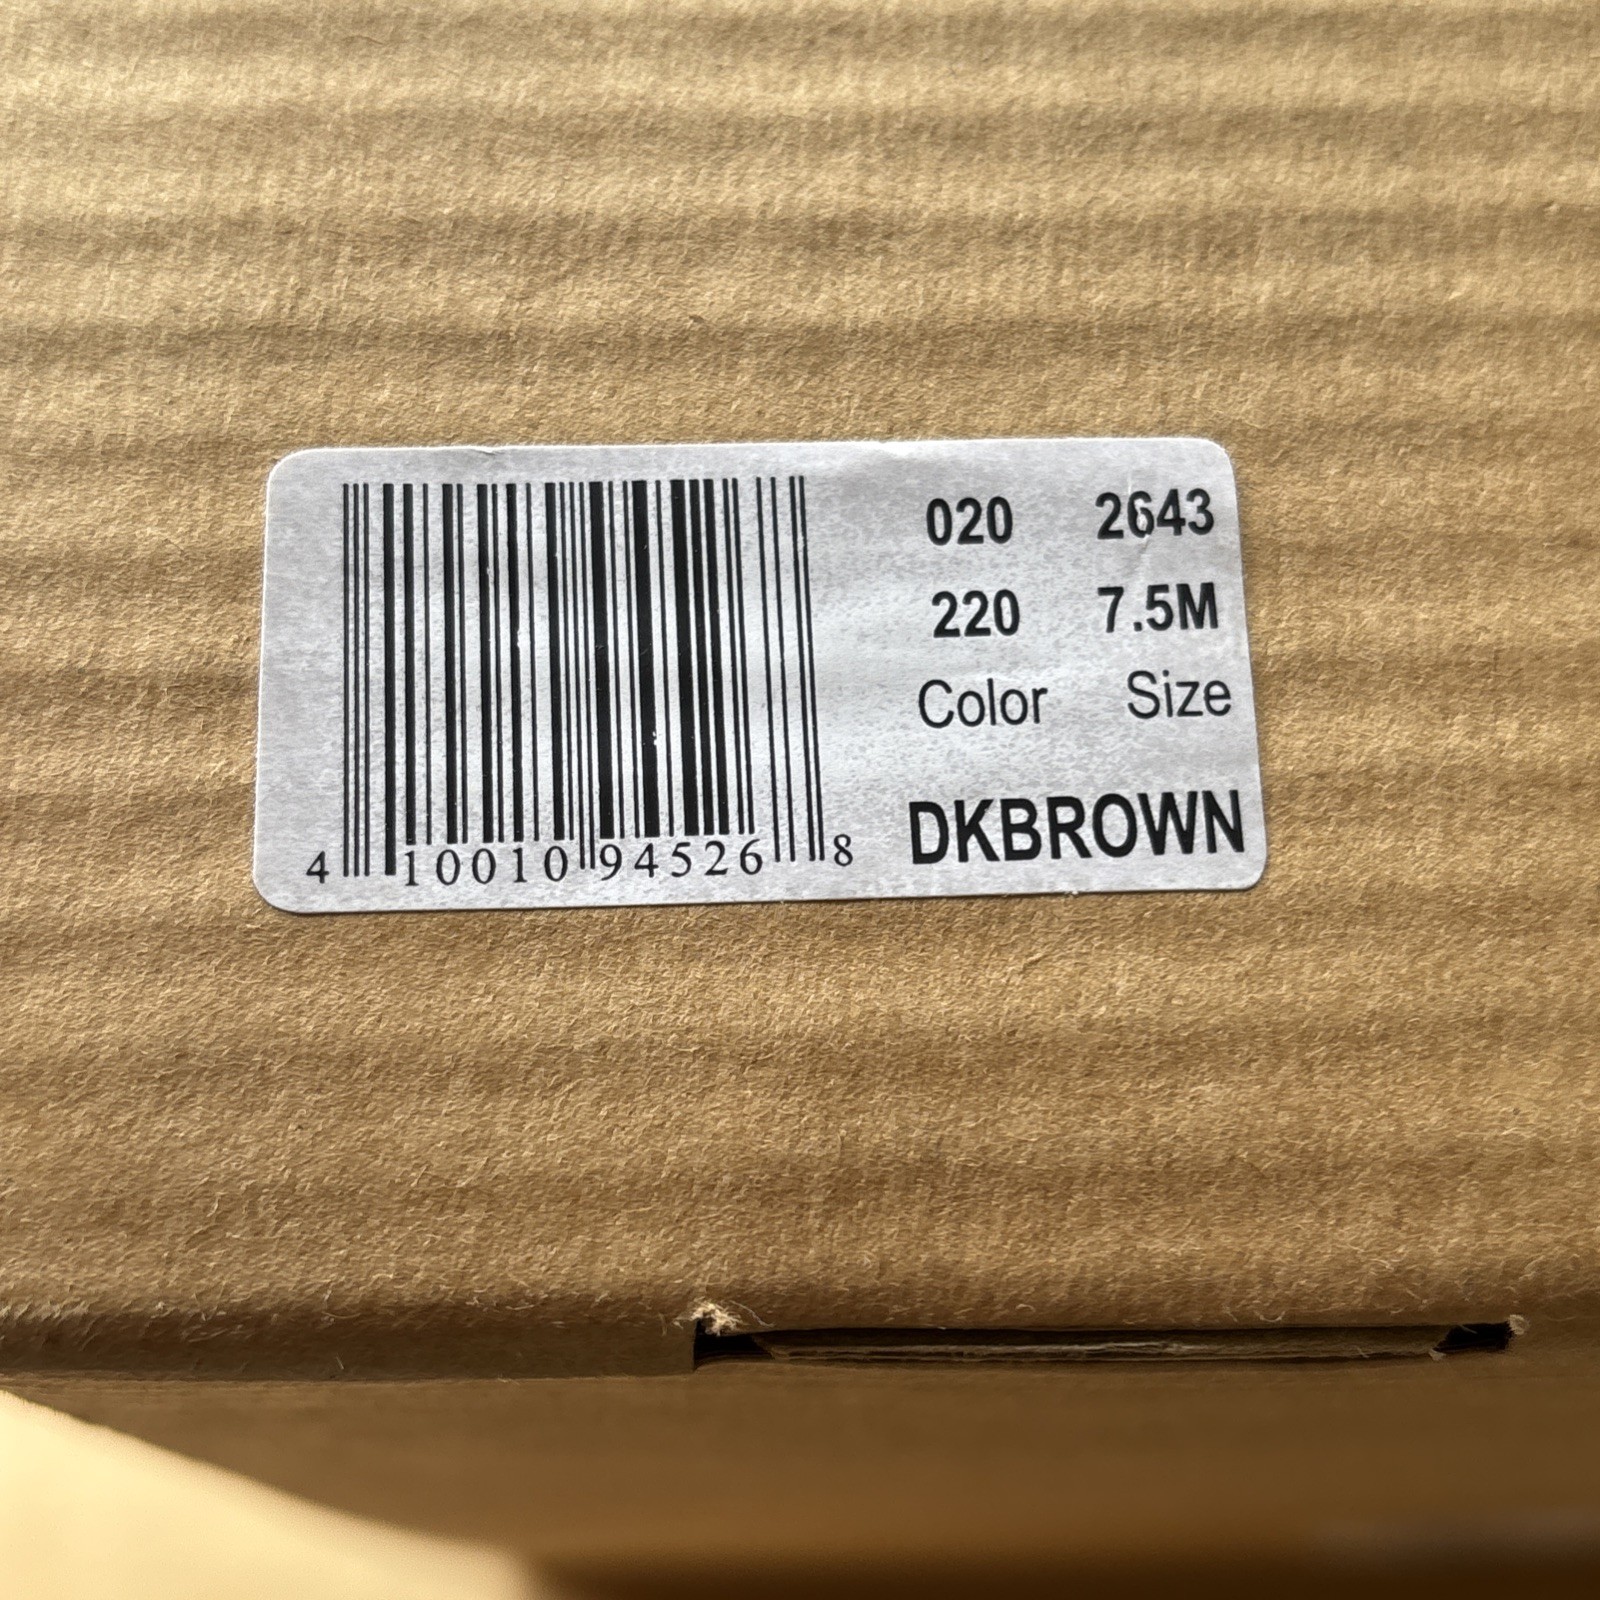 020 2643
220 7.5M
Color Size
DKBROWN
4 10010 94526 8